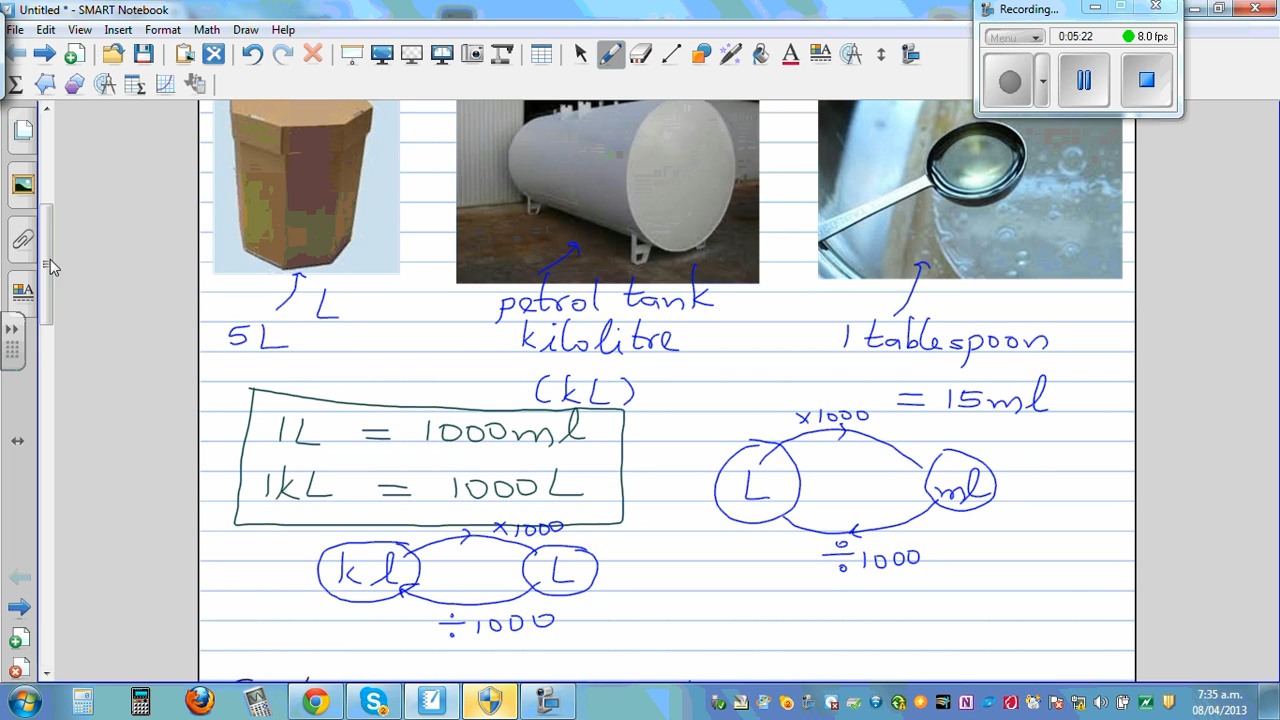 Untitled * - SMART Notebook
Recording...
File Edit View Insert Format Math Draw Help
Menu
0:05:22
8.0 fps
L
5L
petrol tank
kilolitre
(kL)
1 tablespoon
= 15ml
1L = 1000ml
1kL = 1000L
x1000
L
ml
÷1000
x1000
kl
L
÷1000
7:35 a.m.
08/04/2013